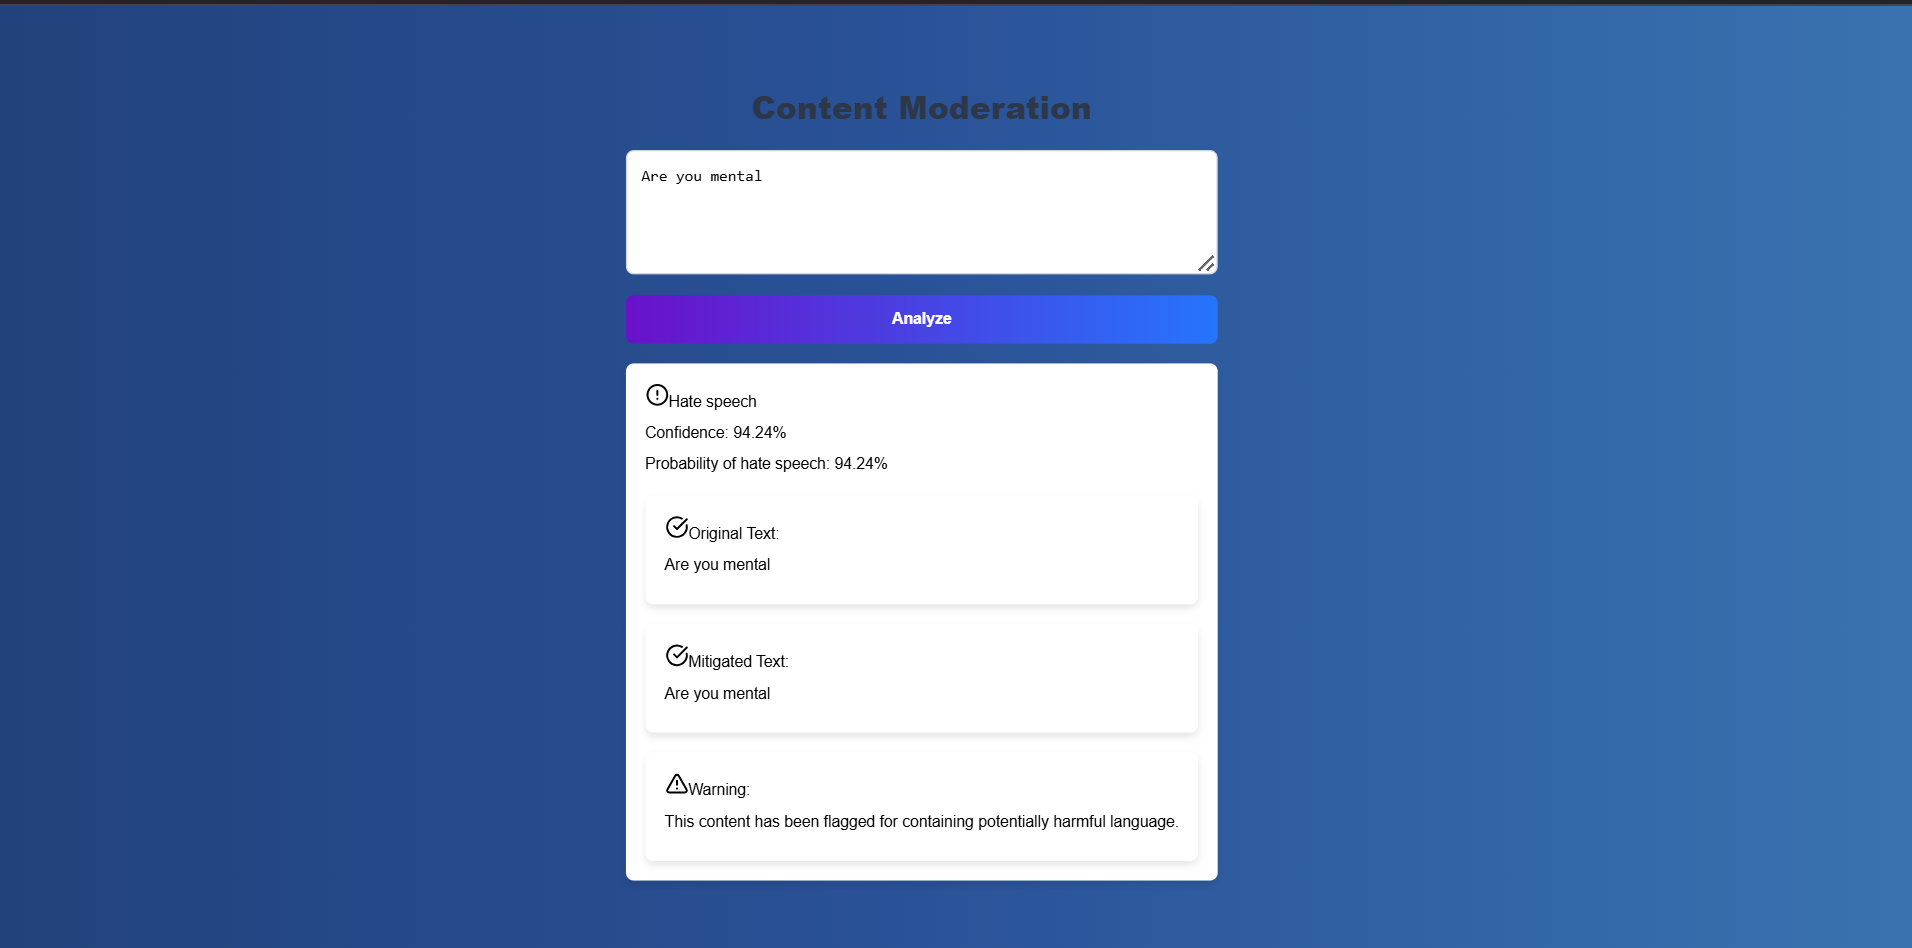 Content Moderation
Are you mental
Analyze
Hate speech
Confidence: 94.24%
Probability of hate speech: 94.24%
Original Text:
Are you mental
Mitigated Text:
Are you mental
Warning:
This content has been flagged for containing potentially harmful language.